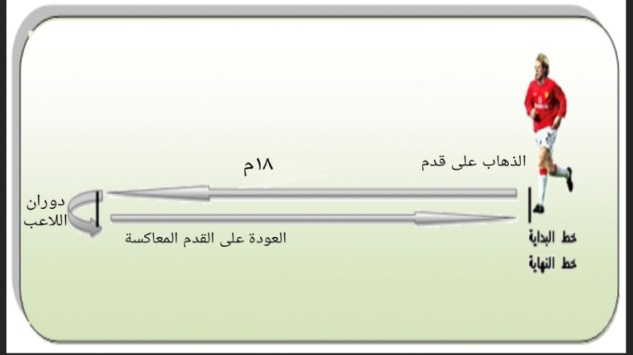 الذهاب على قدم
١٨م
دوران
اللاعب
العودة على القدم المعاكسة
خط البداية
خط النهاية